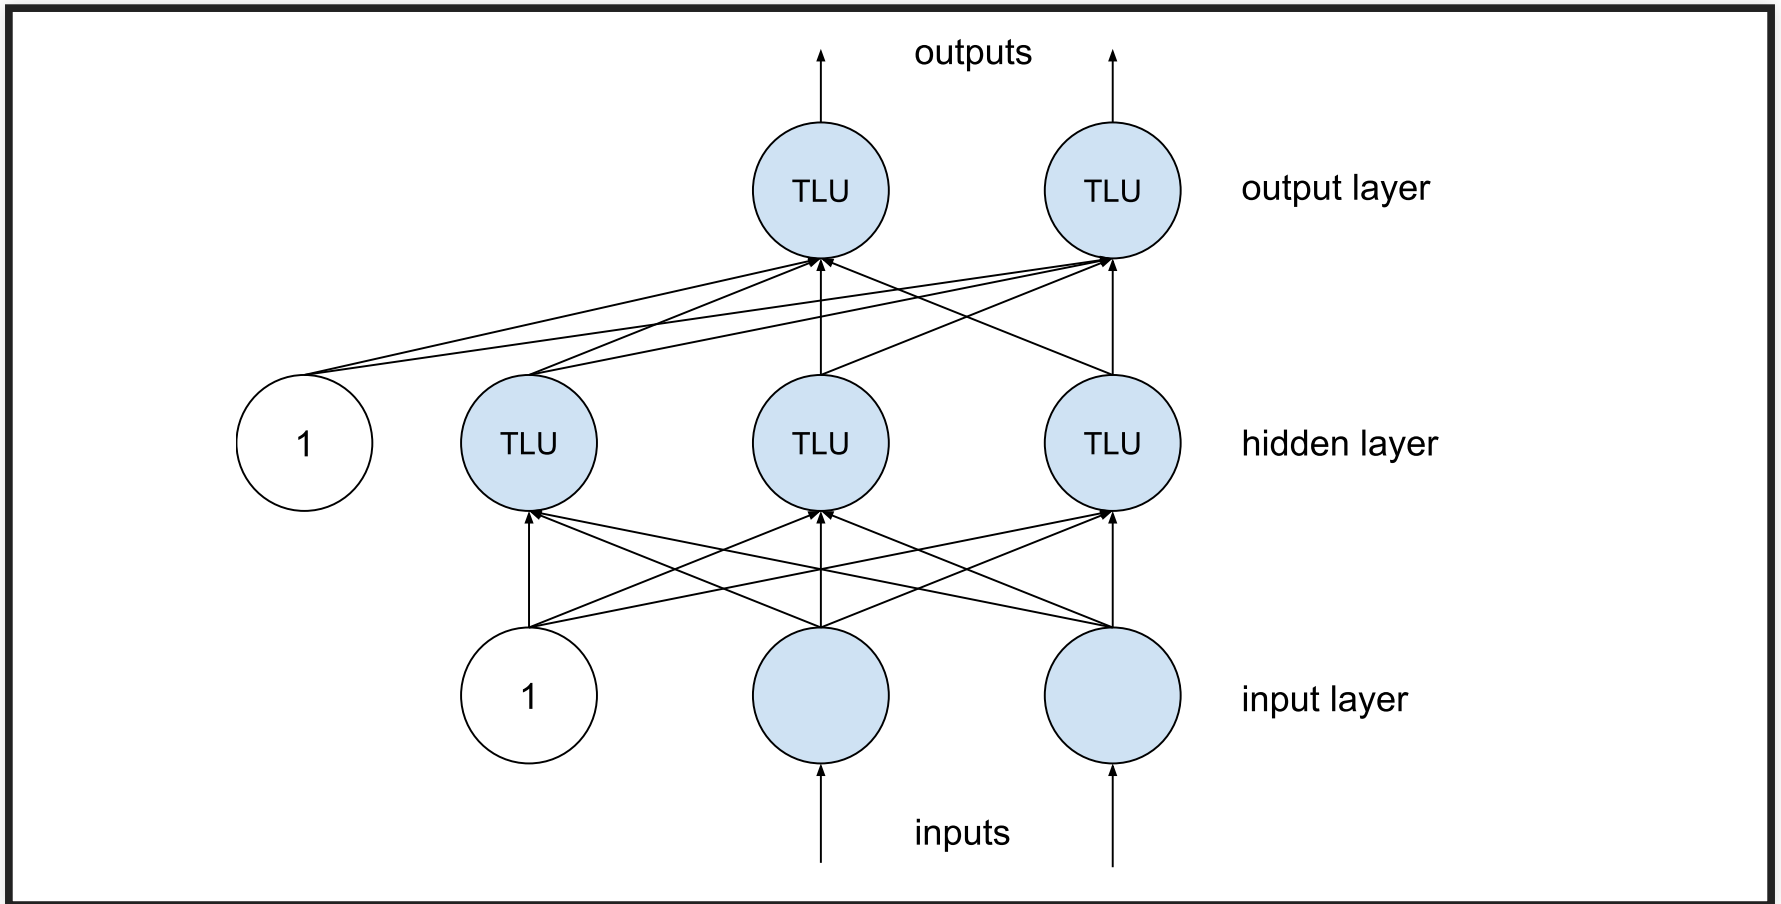 outputs
TLU TLU output layer
1 TLU TLU TLU hidden layer
1 input layer
inputs